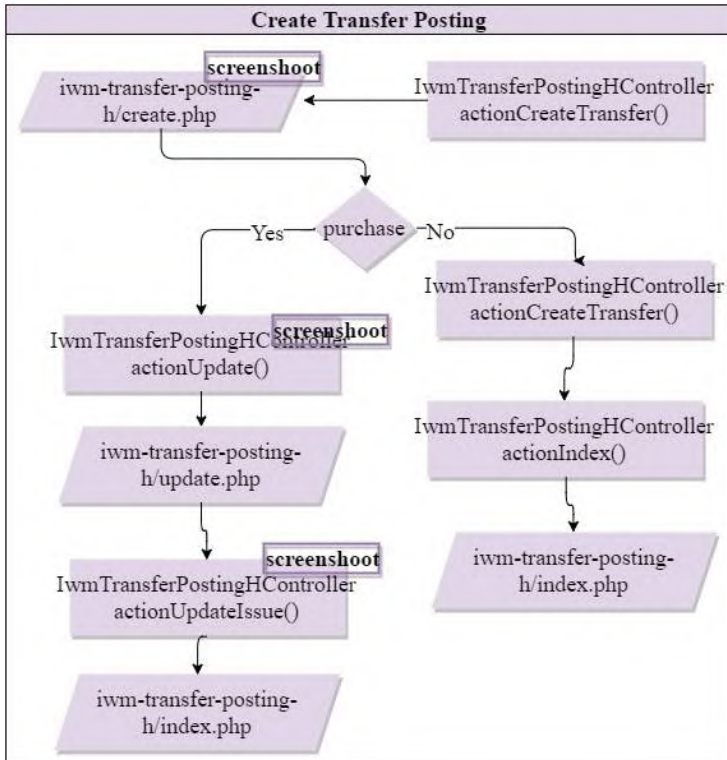 Create Transfer Posting
screenshoot
iwm-transfer-posting-
h/create.php
IwmTransferPostingHController
actionCreateTransfer()
purchase
Yes
No
IwmTransferPostingHController
actionCreateTransfer()
screenshoot
IwmTransferPostingHController
actionUpdate()
IwmTransferPostingHController
actionIndex()
iwm-transfer-posting-
h/update.php
screenshoot
IwmTransferPostingHController
actionUpdateIssue()
iwm-transfer-posting-
h/index.php
iwm-transfer-posting-
h/index.php